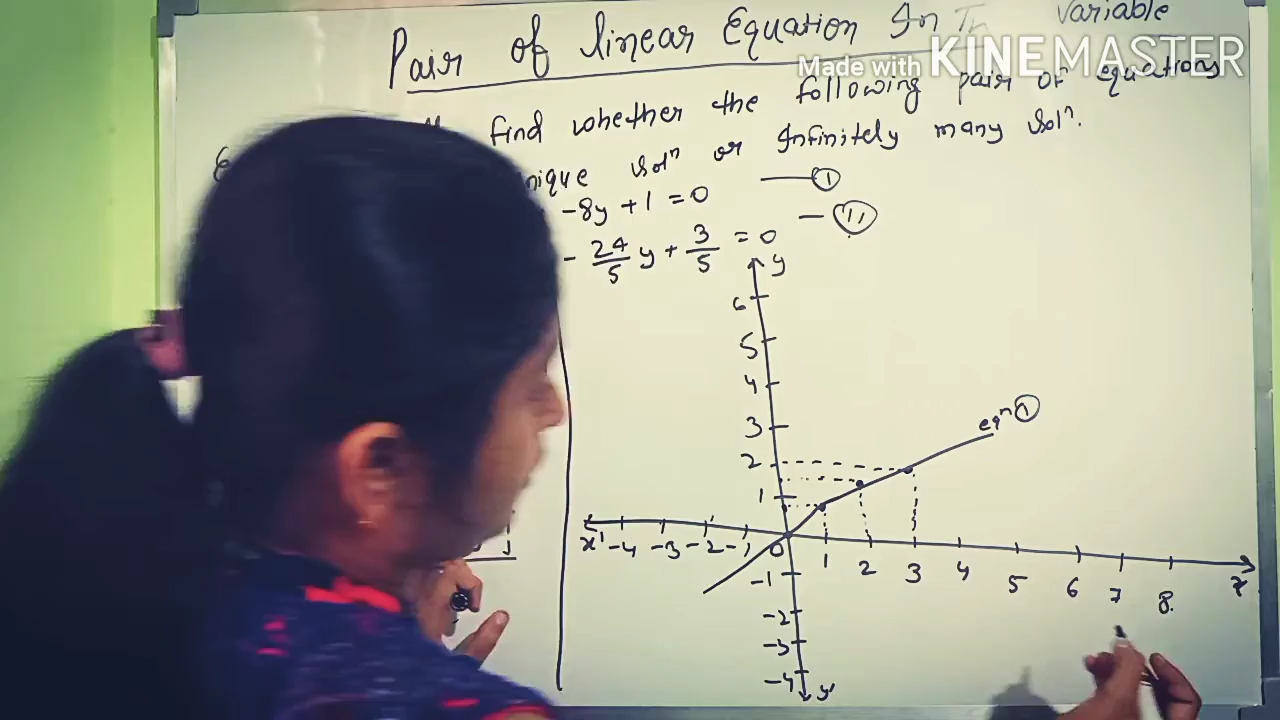 Pair of linear Equation In Variable
Made with KINEMASTER
find whether the following pair of equations
nique solⁿ or Infinitely many solⁿ.
-8y + 1 = 0 —①
- 24/5 y + 3/5 = 0 - ⑪
y
6
5
4
3
2
1
eqⁿ ①
x' -4 -3 -2 -1 0 1 2 3 4 5 6 7 8 x
-1
-2
-3
-4
y'